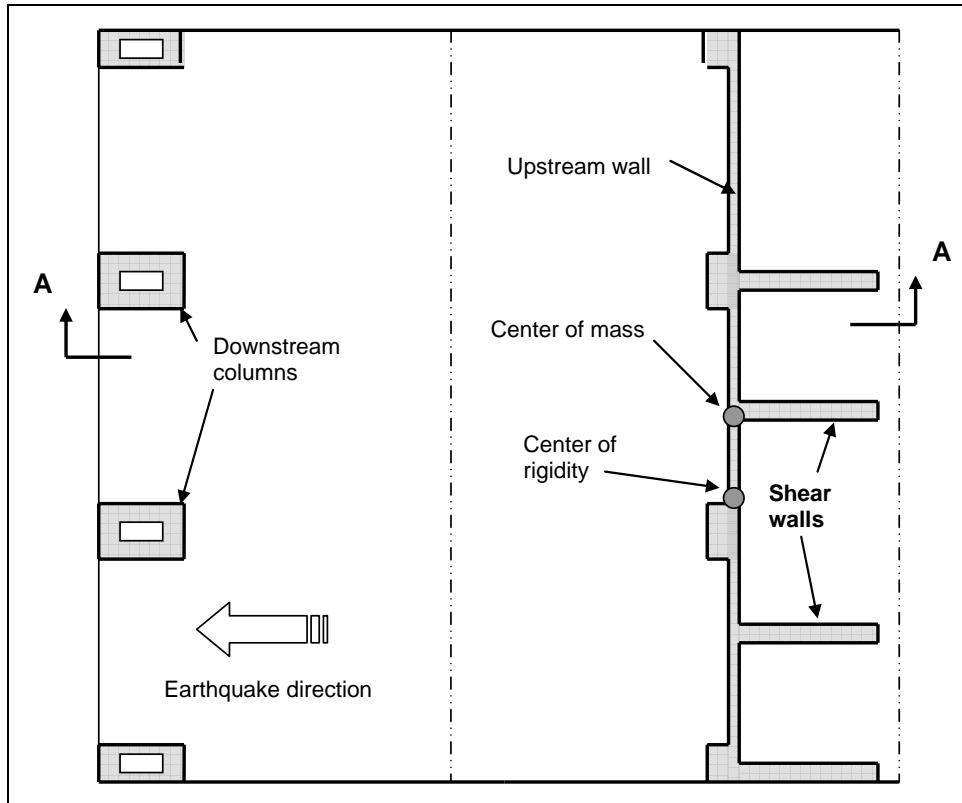 Upstream wall
A
A
Center of mass
Downstream
columns
Center of
rigidity
Shear
walls
Earthquake direction